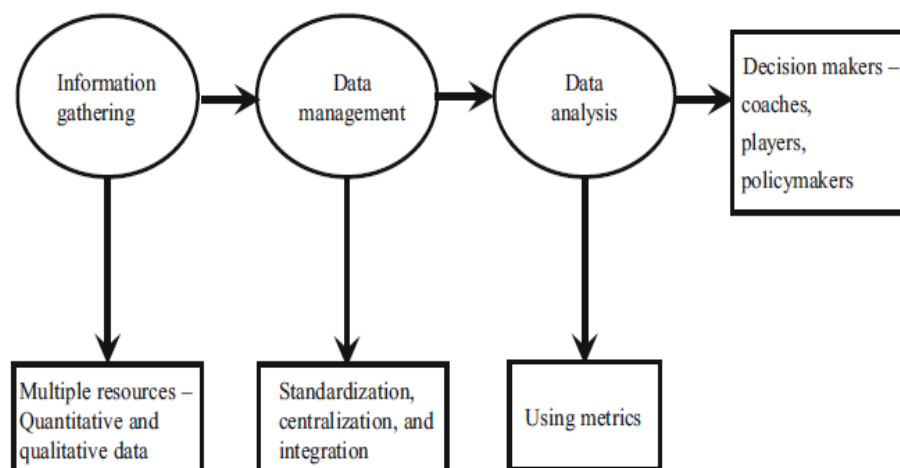 Information
gathering
Data
management
Data
analysis
Decision makers –
coaches,
players,
policymakers
Multiple resources –
Quantitative and
qualitative data
Standardization,
centralization, and
integration
Using metrics